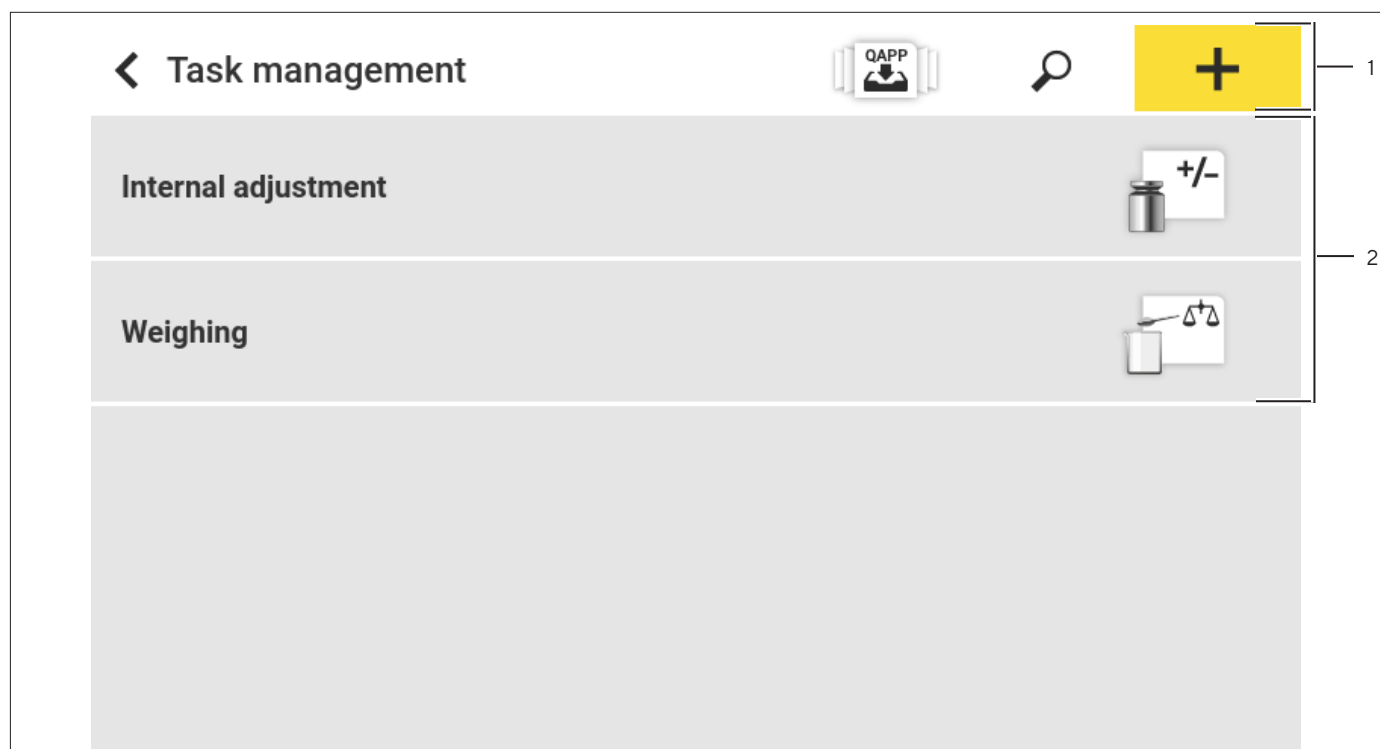 Task management
QAPP
+
1
Internal adjustment
+/-
2
Weighing